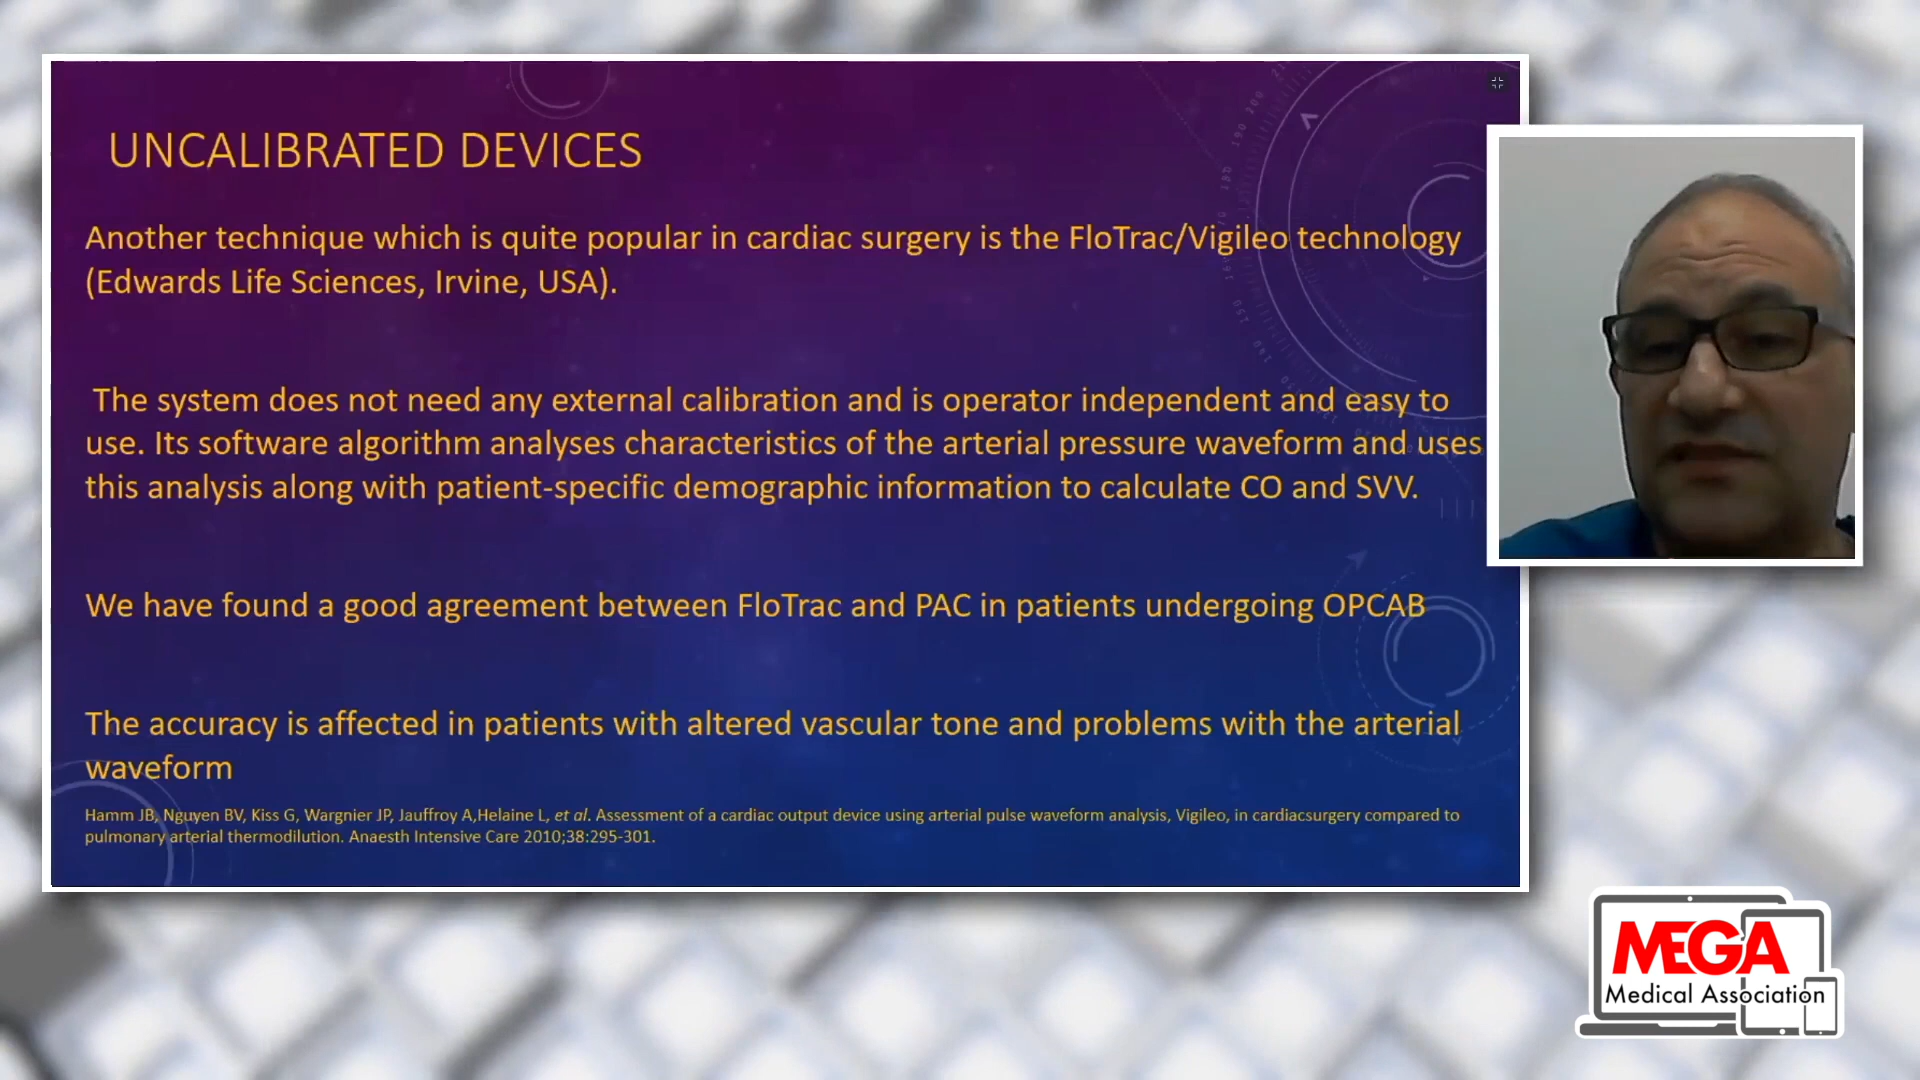 UNCALIBRATED DEVICES
Another technique which is quite popular in cardiac surgery is the FloTrac/Vigileo technology
(Edwards Life Sciences, Irvine, USA).
The system does not need any external calibration and is operator independent and easy to
use. Its software algorithm analyses characteristics of the arterial pressure waveform and uses
this analysis along with patient-specific demographic information to calculate CO and SVV.
We have found a good agreement between FloTrac and PAC in patients undergoing OPCAB
The accuracy is affected in patients with altered vascular tone and problems with the arterial
waveform
Hamm JB, Nguyen BV, Kiss G, Wargnier JP, Jauffroy A,Helaine L, et al. Assessment of a cardiac output device using arterial pulse waveform analysis, Vigileo, in cardiacsurgery compared to
pulmonary arterial thermodilution. Anaesth Intensive Care 2010;38:295-301.
MEGA
Medical Association